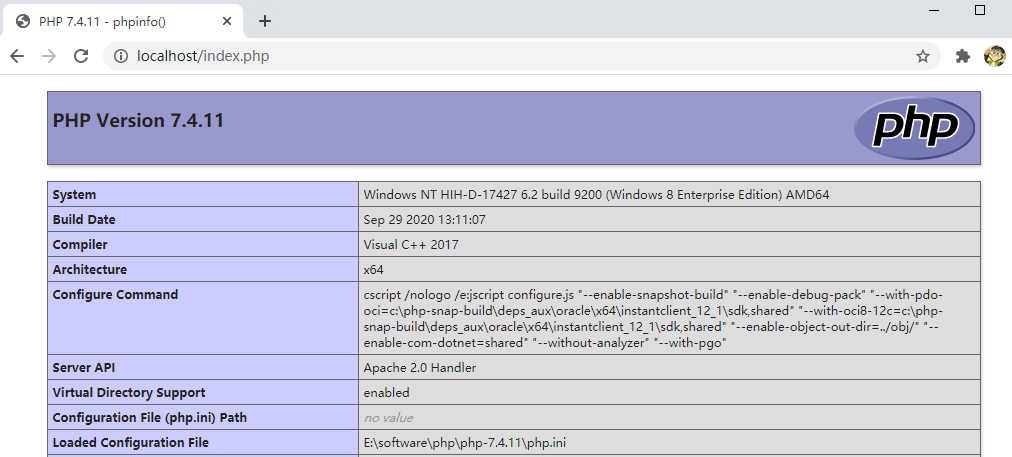 PHP 7.4.11 - phpinfo()
localhost/index.php
PHP Version 7.4.11
php
System Windows NT HIH-D-17427 6.2 build 9200 (Windows 8 Enterprise Edition) AMD64
Build Date Sep 29 2020 13:11:07
Compiler Visual C++ 2017
Architecture x64
Configure Command cscript /nologo /e:jscript configure.js "--enable-snapshot-build" "--enable-debug-pack" "--with-pdo-
oci=c:\php-snap-build\deps_aux\oracle\x64\instantclient_12_1\sdk,shared" "--with-oci8-12c=c:\php-
snap-build\deps_aux\oracle\x64\instantclient_12_1\sdk,shared" "--enable-object-out-dir=../obj/" "--
enable-com-dotnet=shared" "--without-analyzer" "--with-pgo"
Server API Apache 2.0 Handler
Virtual Directory Support enabled
Configuration File (php.ini) Path no value
Loaded Configuration File E:\software\php\php-7.4.11\php.ini